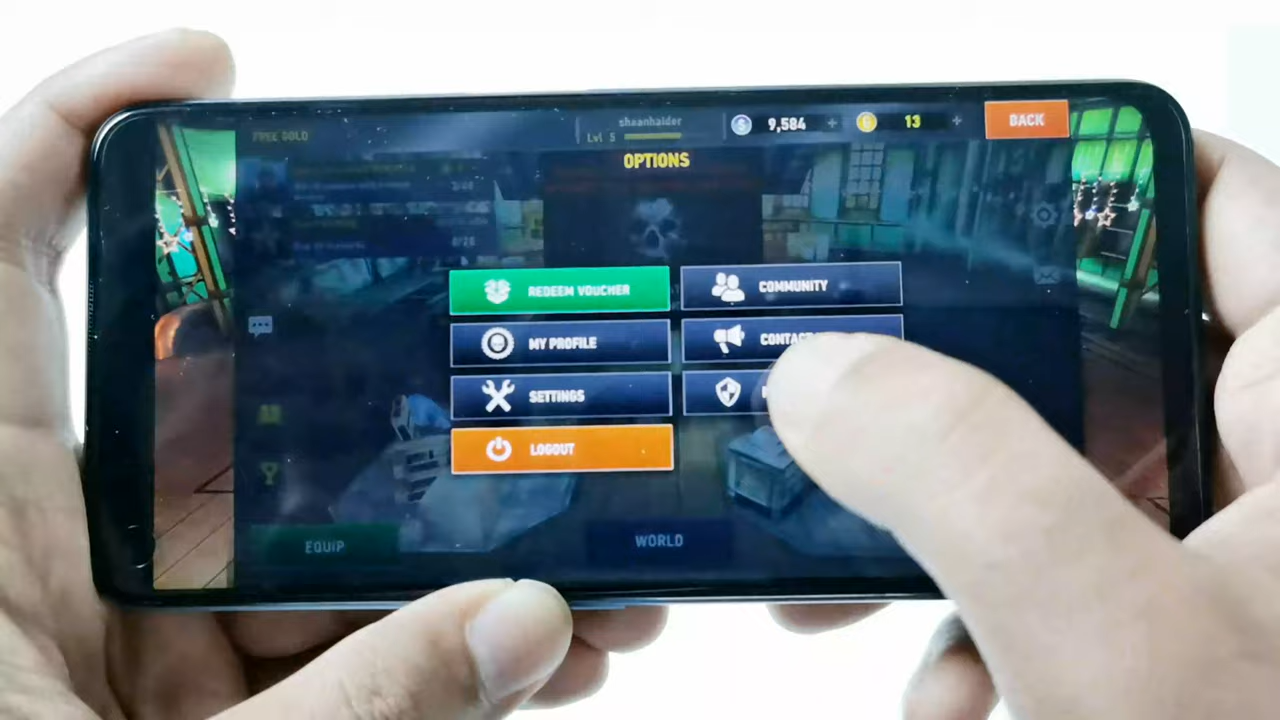 FREE GOLD
shaanhaider
Lvl 5
9,584
13
BACK
OPTIONS
REDEEM VOUCHER
COMMUNITY
MY PROFILE
CONTACT
SETTINGS
LOGOUT
EQUIP
WORLD